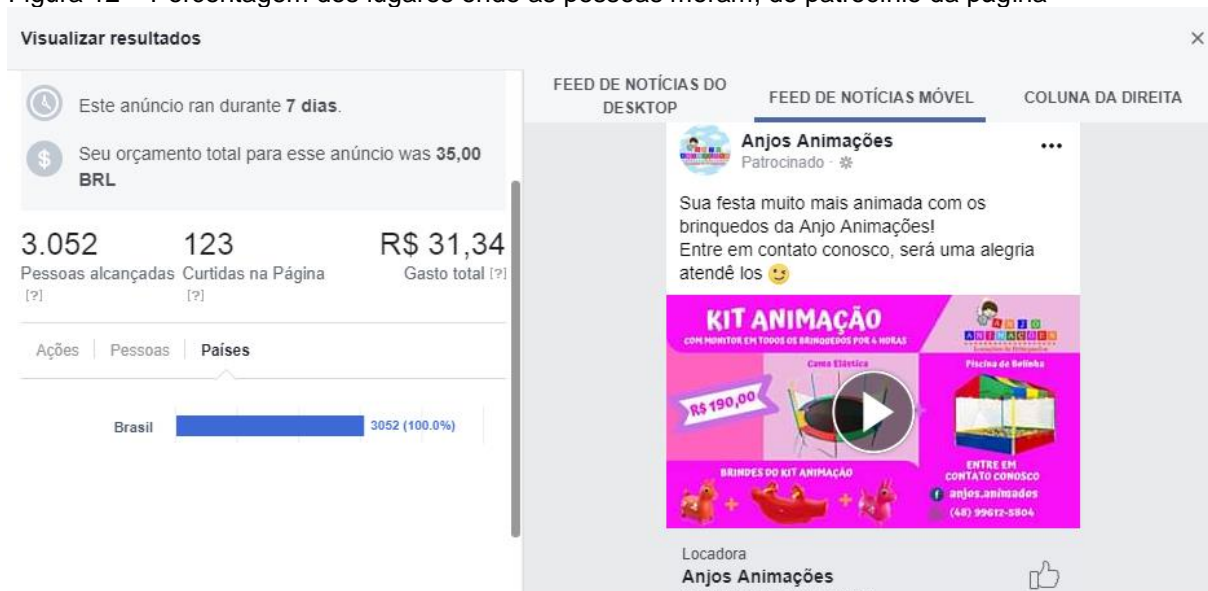 Figura 12 – Porcentagem dos lugares onde as pessoas moram, do patrocínio da página
Visualizar resultados
×
Este anúncio ran durante 7 dias.
Seu orçamento total para esse anúncio was 35,00
BRL
3.052
Pessoas alcançadas
[?]
123
Curtidas na Página
[?]
R$ 31,34
Gasto total [?]
Ações
Pessoas
Países
Brasil
3052 (100.0%)
FEED DE NOTÍCIAS DO
DESKTOP
FEED DE NOTÍCIAS MÓVEL
COLUNA DA DIREITA
Anjos Animações
Patrocinado
Sua festa muito mais animada com os
brinquedos da Anjo Animações!
Entre em contato conosco, será uma alegria
atendê los 😉
KIT ANIMAÇÃO
COM MONITOR EM TODOS OS BRINQUEDOS POR 4 HORAS
ANJO
ANIMAÇÕES
Cama Elástica
Piscina de Bolinha
R$ 190,00
BRINDES DO KIT ANIMAÇÃO
ENTRE EM
CONTATO CONOSCO
anjos.animados
(48) 99612-5804
Locadora
Anjos Animações